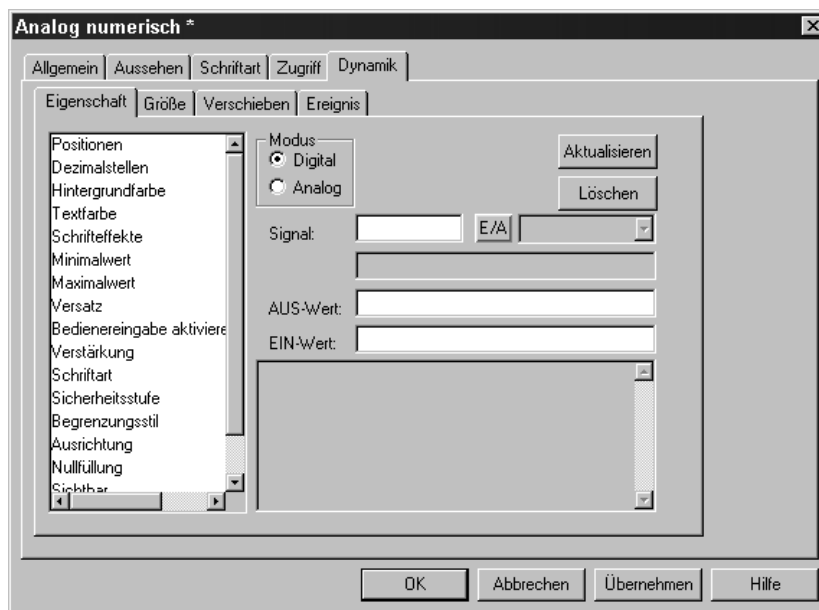 Analog numerisch *
Allgemein Aussehen Schriftart Zugriff Dynamik
Eigenschaft Größe Verschieben Ereignis
Positionen
Dezimalstellen
Hintergrundfarbe
Textfarbe
Schrifteffekte
Minimalwert
Maximalwert
Versatz
Bedienereingabe aktiviere
Verstärkung
Schriftart
Sicherheitsstufe
Begrenzungsstil
Ausrichtung
Nullfüllung
Sichtbar
Modus
Digital
Analog
Aktualisieren
Löschen
Signal: E/A
AUS-Wert:
EIN-Wert:
OK Abbrechen Übernehmen Hilfe